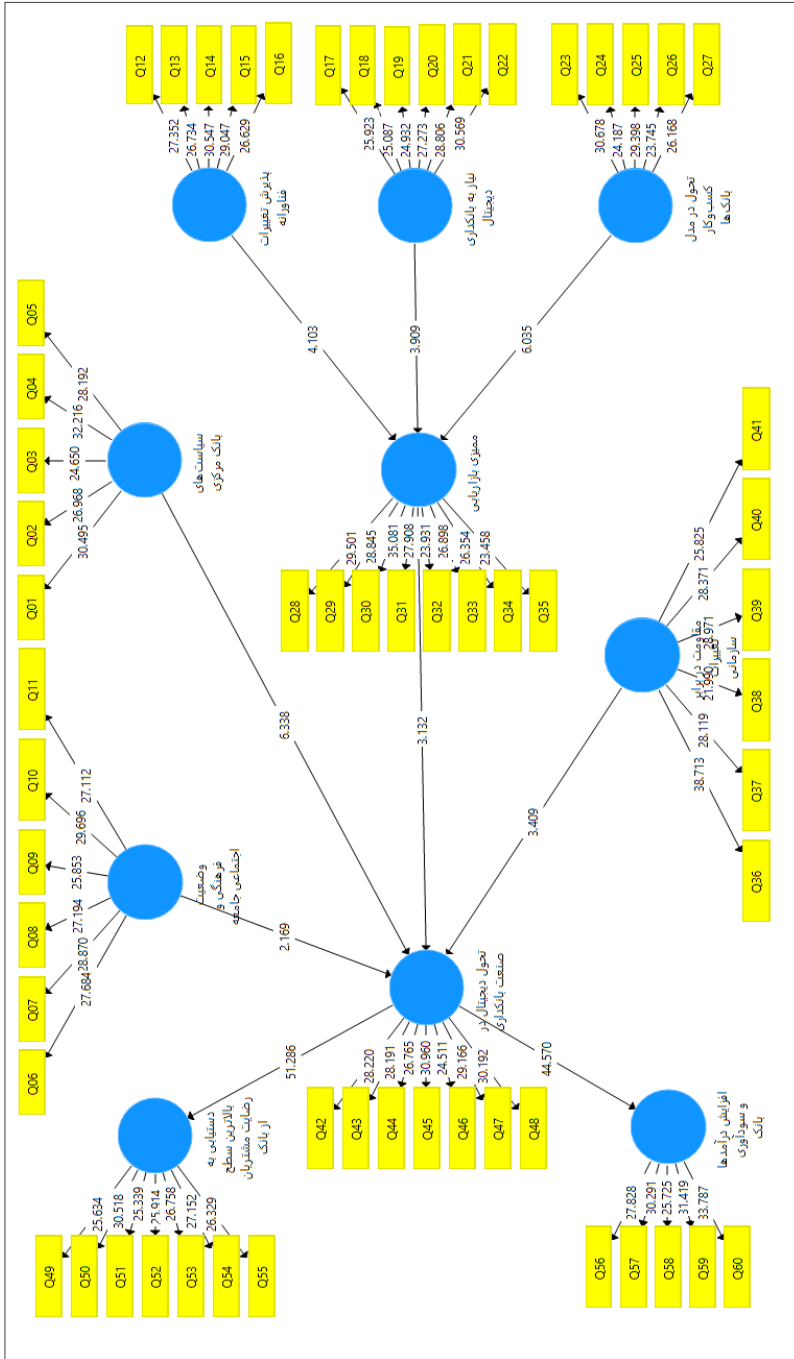 Q12
Q13
Q14
Q15
Q16
27.352
26.734
30.547
29.047
26.629
پذیرش تغییرات
فناورانه
Q17
Q18
Q19
Q20
Q21
Q22
25.923
25.087
24.932
27.273
28.806
30.569
نیاز به بانکداری
دیجیتال
Q23
Q24
Q25
Q26
Q27
30.678
24.187
29.398
23.745
26.168
تحول در مدل
کسب‌وکار
بانک‌ها
4.103
3.909
6.035
Q05
Q04
Q03
Q02
Q01
28.192
32.216
24.650
26.968
30.495
سیاست‌های
بانک مرکزی
ممیزی بازاریابی
29.501
28.845
35.081
27.908
23.931
26.898
26.354
23.458
Q28
Q29
Q30
Q31
Q32
Q33
Q34
Q35
Q41
Q40
Q39
Q38
Q37
Q36
25.825
28.371
28.971
21.990
28.119
38.713
مقاومت در برابر
تغییرات
سازمانی
6.338
3.132
3.409
Q11
Q10
Q09
Q08
Q07
Q06
27.112
29.696
25.853
27.194
28.870
27.684
وضعیت
فرهنگی و
اجتماعی جامعه
2.169
تحول دیجیتال در
صنعت بانکداری
28.220
28.191
26.765
30.960
24.511
29.166
30.192
Q42
Q43
Q44
Q45
Q46
Q47
Q48
51.286
44.570
دستیابی به
بالاترین سطح
رضایت مشتریان
از بانک
25.634
30.518
25.339
25.914
26.758
27.152
26.329
Q49
Q50
Q51
Q52
Q53
Q54
Q55
افزایش درآمدها
و سودآوری
بانک
27.828
30.291
25.725
31.419
33.787
Q56
Q57
Q58
Q59
Q60